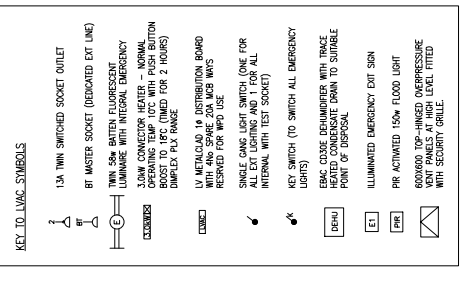 KEY TO LVAC SYMBOLS
2 13A TWIN SWITCHED SOCKET OUTLET
BT BT MASTER SOCKET (DEDICATED EXT LINE)
E TWIN 58w BATTEN FLUORESCENT
LUMINAIRE WITH INTEGRAL EMERGENCY
3.0kW 3.0kW CONNECTOR HEATER - NORMAL
OPERATING TEMP 10°C WITH PUSH BUTTON
BOOST TO 18°C (TIMED FOR 2 HOURS)
DIMPLEX PLX RANGE
LVAC LV METALCLAD 1ø DISTRIBUTION BOARD
WITH 4No SPARE 20A MCB WAYS
RESRVED FOR WPD USE
SINGLE GANG LIGHT SWITCH (ONE FOR
ALL EXT LIGHTING AND 1 FOR ALL
INTERNAL WITH TEST SOCKET)
K KEY SWITCH (TO SWITCH ALL EMERGENCY
LIGHTS)
DEHU EBAC CD30E DEHUMIDIFIER WITH TRACE
HEATED CONDENSATE DRAIN TO SUITABLE
POINT OF DISPOSAL
E1 ILLUMINATED EMERGENCY EXIT SIGN
PIR PIR ACTIVATED 150w FLOOD LIGHT
600X600 TOP-HINGED OVERPRESSURE
VENT PANELS AT HIGH LEVEL FITTED
WITH SECURITY GRILLE.